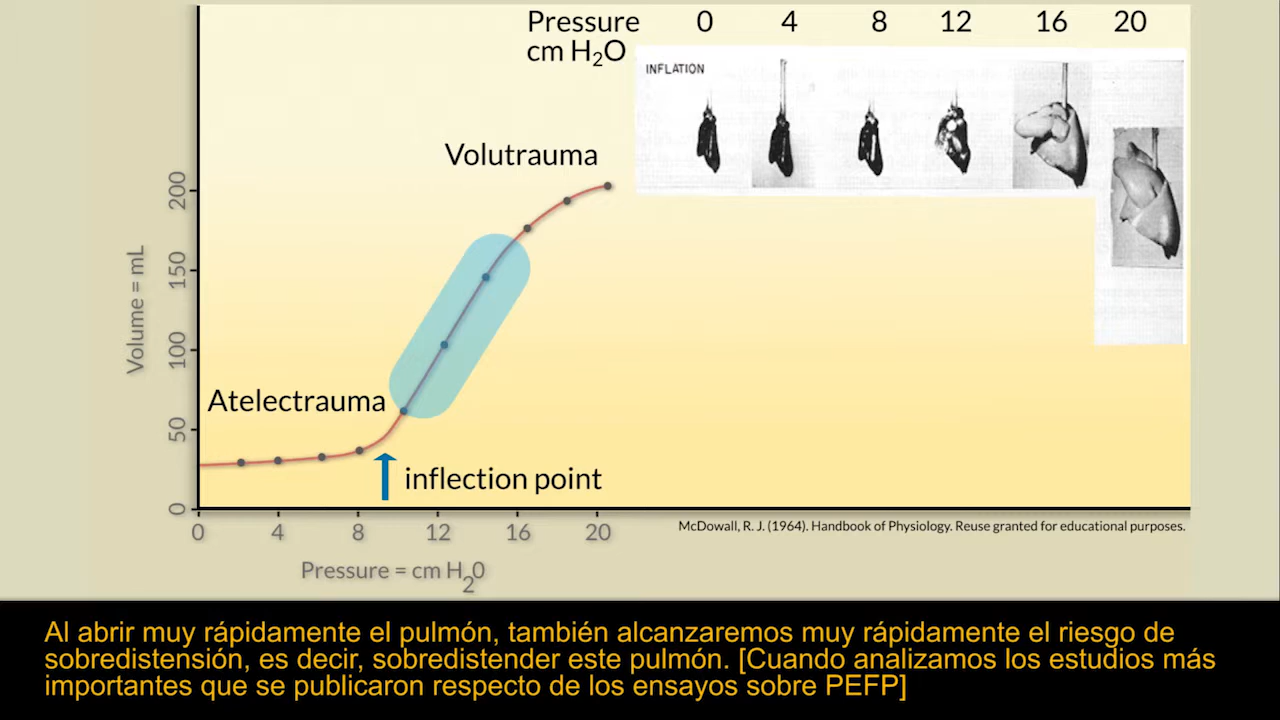 Pressure 0 4 8 12 16 20
cm H₂O
INFLATION
Volutrauma
Volume = mL
200
150
100
50
0
Atelectrauma
inflection point
0 4 8 12 16 20
Pressure = cm H₂0
McDowall, R. J. (1964). Handbook of Physiology. Reuse granted for educational purposes.
Al abrir muy rápidamente el pulmón, también alcanzaremos muy rápidamente el riesgo de
sobredistensión, es decir, sobredistender este pulmón. [Cuando analizamos los estudios más
importantes que se publicaron respecto de los ensayos sobre PEFP]